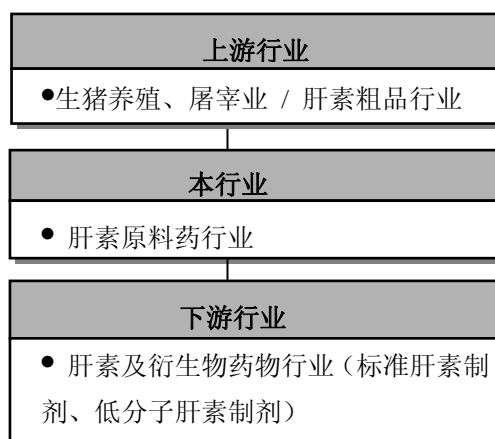 上游行业
●生猪养殖、屠宰业 / 肝素粗品行业
本行业
● 肝素原料药行业
下游行业
● 肝素及衍生物药物行业（标准肝素制
剂、低分子肝素制剂）